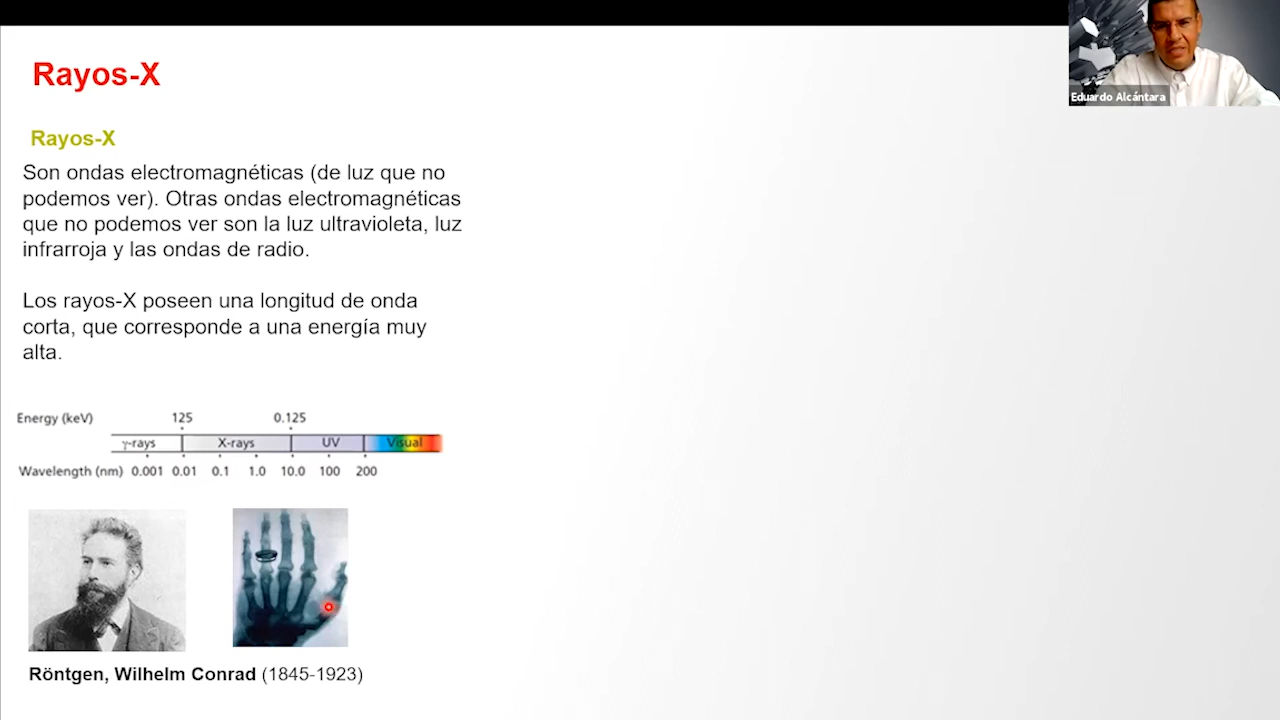 Rayos-X
Eduardo Alcántara
Rayos-X
Son ondas electromagnéticas (de luz que no
podemos ver). Otras ondas electromagnéticas
que no podemos ver son la luz ultravioleta, luz
infrarroja y las ondas de radio.
Los rayos-X poseen una longitud de onda
corta, que corresponde a una energía muy
alta.
Energy (keV) 125 0.125
γ-rays X-rays UV Visual
Wavelength (nm) 0.001 0.01 0.1 1.0 10.0 100 200
Röntgen, Wilhelm Conrad (1845-1923)